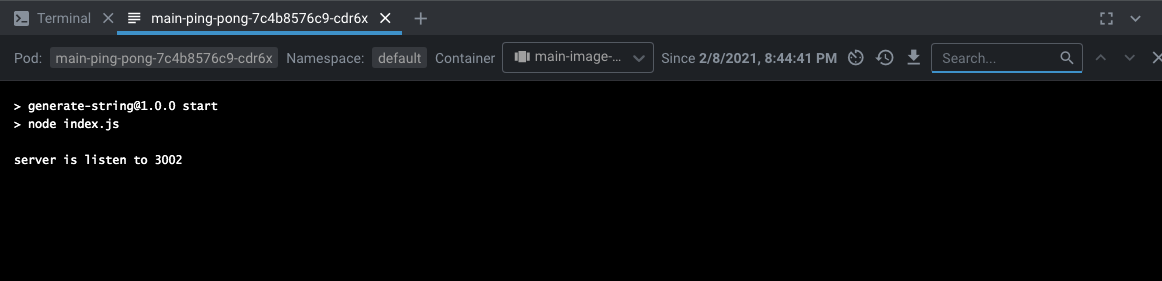 Terminal
main-ping-pong-7c4b8576c9-cdr6x
Pod: main-ping-pong-7c4b8576c9-cdr6x Namespace: default Container main-image-... Since 2/8/2021, 8:44:41 PM Search...
> generate-string@1.0.0 start
> node index.js
server is listen to 3002